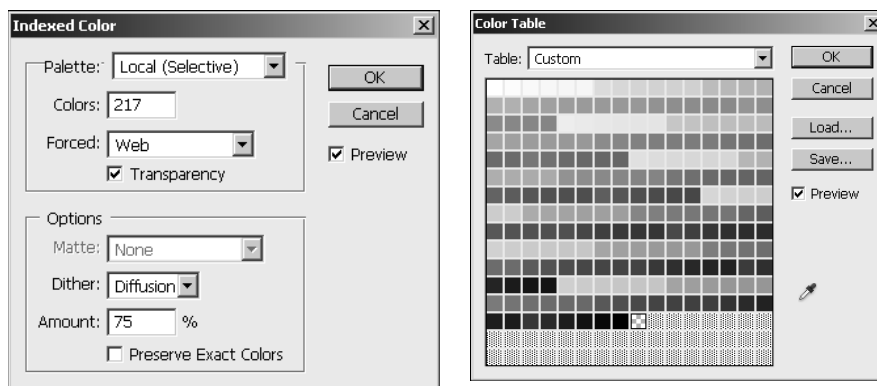 Indexed Color
Palette: Local (Selective)
Colors: 217
Forced: Web
Transparency
OK
Cancel
Preview
Options
Matte: None
Dither: Diffusion
Amount: 75 %
Preserve Exact Colors
Color Table
Table: Custom
OK
Cancel
Load...
Save...
Preview